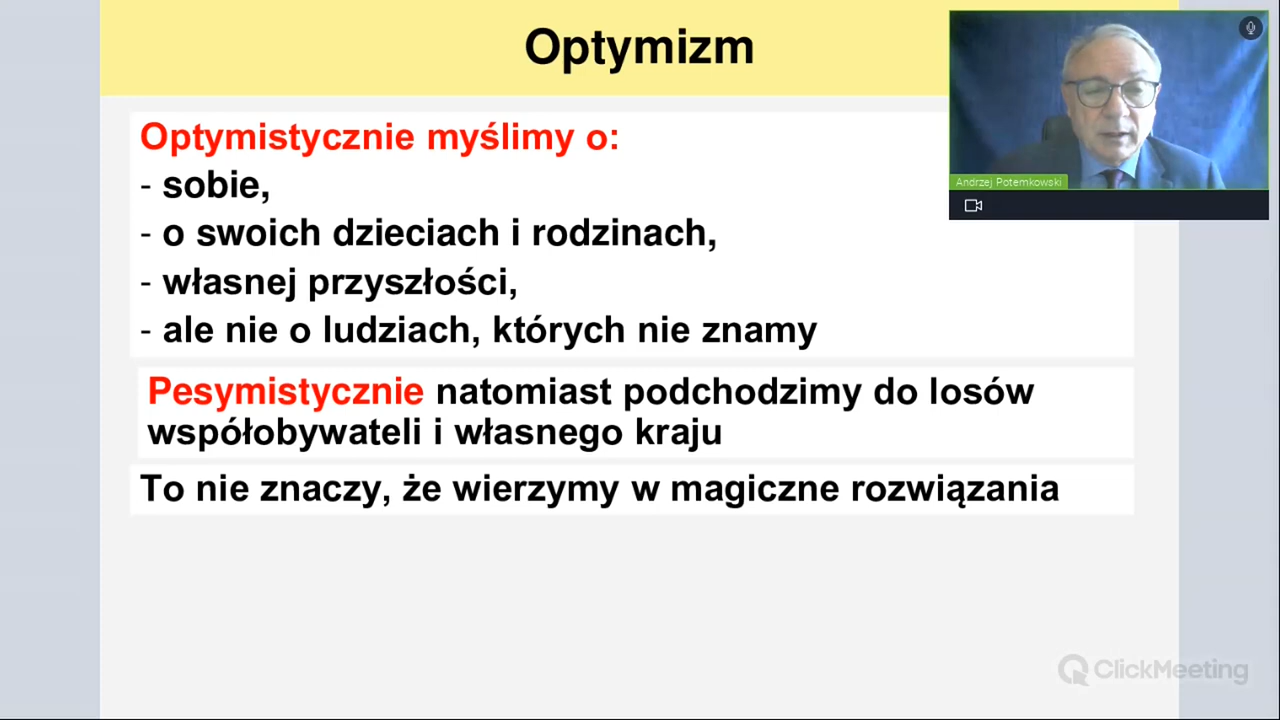 Optymizm
Optymistycznie myślimy o:
- sobie,
- o swoich dzieciach i rodzinach,
- własnej przyszłości,
- ale nie o ludziach, których nie znamy
Pesymistycznie natomiast podchodzimy do losów
współobywateli i własnego kraju
To nie znaczy, że wierzymy w magiczne rozwiązania
Andrzej Potemkowski
ClickMeeting